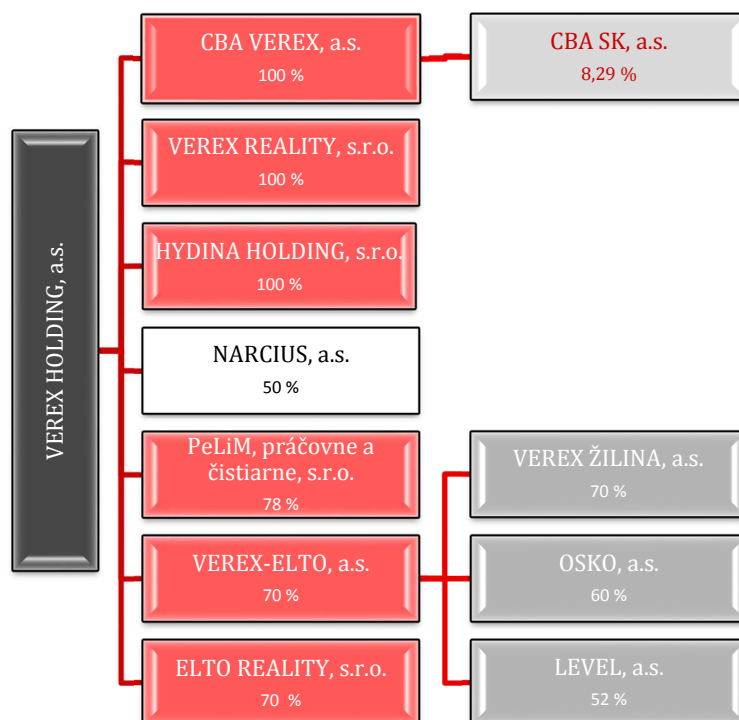 VEREX HOLDING, a.s.
CBA VEREX, a.s.
100 %
CBA SK, a.s.
8,29 %
VEREX REALITY, s.r.o.
100 %
HYDINA HOLDING, s.r.o.
100 %
NARCIUS, a.s.
50 %
PeLiM, práčovne a
čistiarne, s.r.o.
78 %
VEREX-ELTO, a.s.
70 %
VEREX ŽILINA, a.s.
70 %
OSKO, a.s.
60 %
LEVEL, a.s.
52 %
ELTO REALITY, s.r.o.
70 %